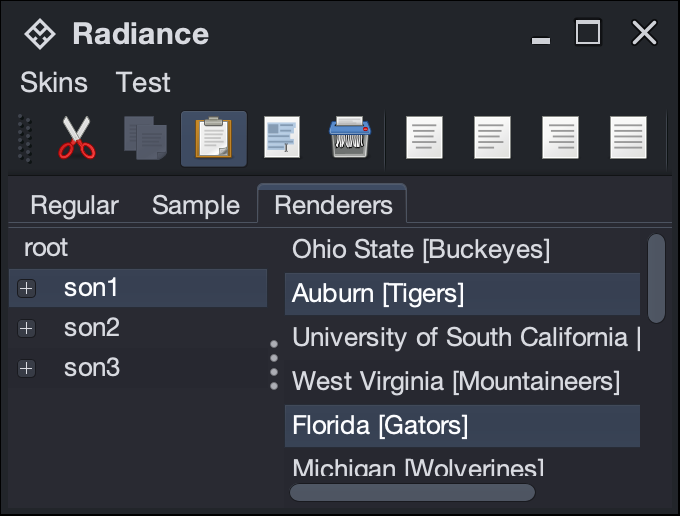 Radiance
Skins Test
Regular Sample Renderers
root
son1
son2
son3
Ohio State [Buckeyes]
Auburn [Tigers]
University of South California [
West Virginia [Mountaineers]
Florida [Gators]
Michigan [Wolverines]